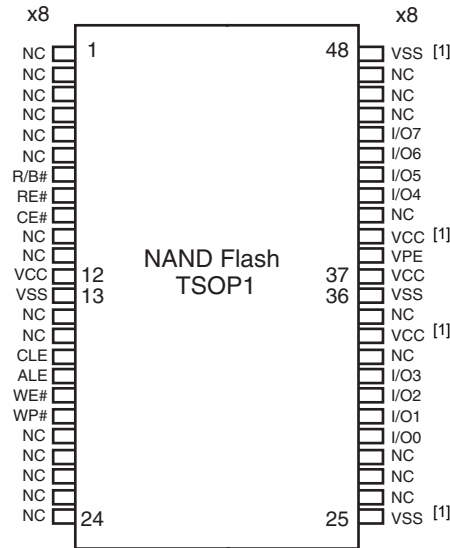 x8 x8
NC 1 48 VSS [1]
NC NC
NC NC
NC NC
NC I/O7
NC I/O6
R/B# I/O5
RE# I/O4
CE# NC
NC VCC [1]
NC VPE
VCC 12 37 VCC
VSS 13 36 VSS
NAND Flash
TSOP1
NC NC
NC VCC [1]
CLE NC
ALE I/O3
WE# I/O2
WP# I/O1
NC I/O0
NC NC
NC NC
NC NC
NC 24 25 VSS [1]